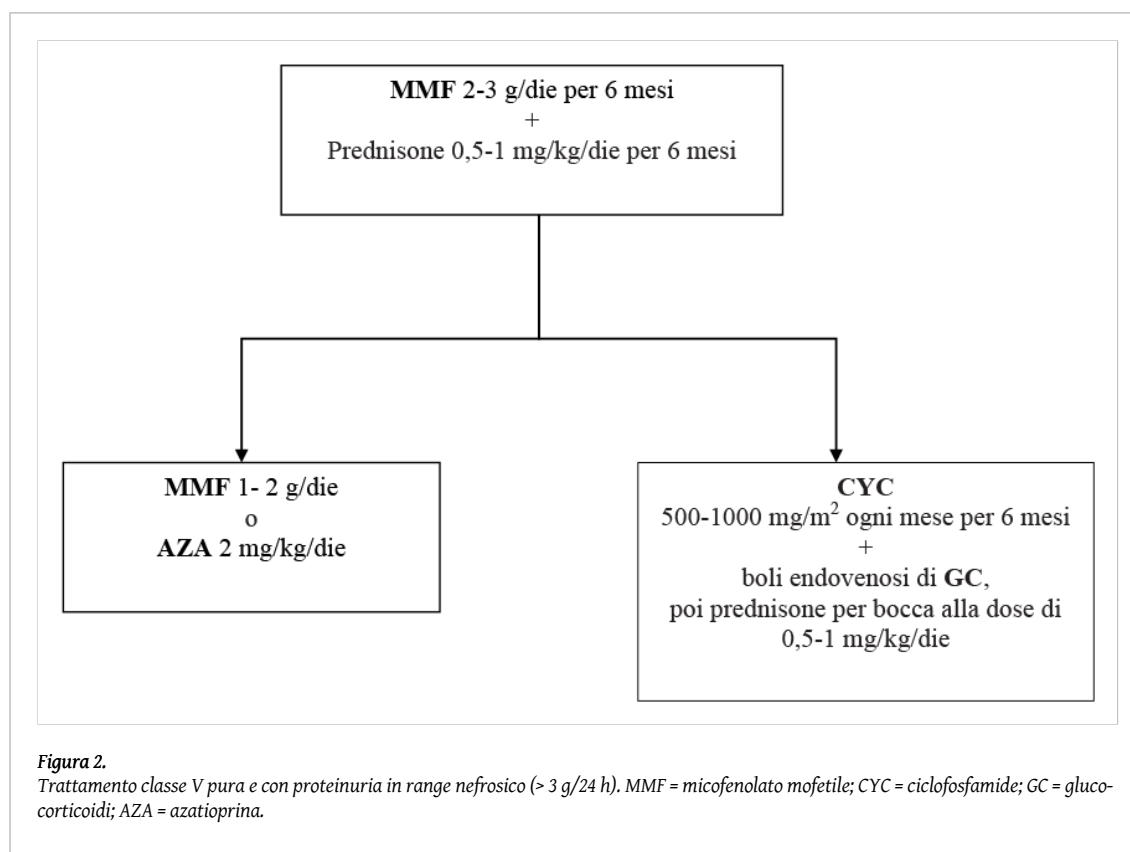 MMF 2-3 g/die per 6 mesi
+
Prednisone 0,5-1 mg/kg/die per 6 mesi
MMF 1- 2 g/die
o
AZA 2 mg/kg/die
CYC
500-1000 mg/m² ogni mese per 6 mesi
+
boli endovenosi di GC,
poi prednisone per bocca alla dose di
0,5-1 mg/kg/die
Figura 2.
Trattamento classe V pura e con proteinuria in range nefrosico (> 3 g/24 h). MMF = micofenolato mofetile; CYC = ciclofosfamide; GC = gluco-
corticoidi; AZA = azatioprina.